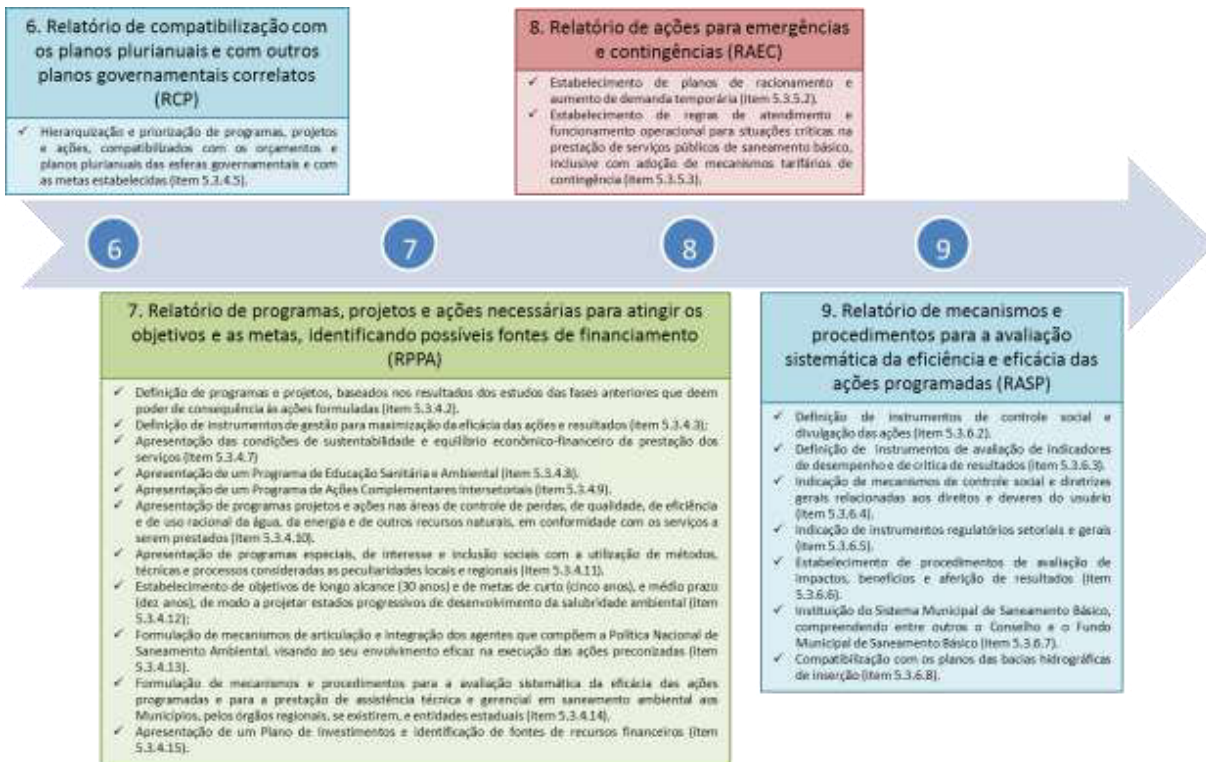 6. Relatório de compatibilização com
os planos plurianuais e com outros
planos governamentais correlatos
(RCP)
✓ Hierarquização e priorização de programas, projetos
e ações, compatibilizados com os orçamentos e
planos plurianuais das esferas governamentais e com
as metas estabelecidas (item 5.3.4.5).
8. Relatório de ações para emergências
e contingências (RAEC)
✓ Estabelecimento de planos de racionamento e
aumento de demanda temporária (item 5.3.5.2).
✓ Estabelecimento de regras de atendimento e
funcionamento operacional para situações críticas na
prestação de serviços públicos de saneamento básico,
inclusive com adoção de mecanismos tarifários de
contingência (item 5.3.5.3).
6
7
8
9
7. Relatório de programas, projetos e ações necessárias para atingir os
objetivos e as metas, identificando possíveis fontes de financiamento
(RPPA)
✓ Definição de programas e projetos, baseados nos resultados dos estudos das fases anteriores que deem
poder de consequência às ações formuladas (item 5.3.4.2).
✓ Definição de instrumentos de gestão para maximização da eficácia das ações e resultados (item 5.3.4.3);
✓ Apresentação das condições de sustentabilidade e equilíbrio econômico-financeiro da prestação dos
serviços (item 5.3.4.7)
✓ Apresentação de um Programa de Educação Sanitária e Ambiental (item 5.3.4.8).
✓ Apresentação de um Programa de Ações Complementares Intersetoriais (item 5.3.4.9).
✓ Apresentação de programas projetos e ações nas áreas de controle de perdas, de qualidade, de eficiência
e de uso racional da água, da energia e de outros recursos naturais, em conformidade com os serviços a
serem prestados (item 5.3.4.10).
✓ Apresentação de programas especiais, de interesse e inclusão sociais com a utilização de métodos,
técnicas e processos consideradas as peculiaridades locais e regionais (item 5.3.4.11).
✓ Estabelecimento de objetivos de longo alcance (30 anos) e de metas de curto (cinco anos), e médio prazo
(dez anos), de modo a projetar estados progressivos de desenvolvimento da salubridade ambiental (item
5.3.4.12);
✓ Formulação de mecanismos de articulação e integração dos agentes que compõem a Política Nacional de
Saneamento Ambiental, visando ao seu envolvimento eficaz na execução das ações preconizadas (item
5.3.4.13).
✓ Formulação de mecanismos e procedimentos para a avaliação sistemática da eficácia das ações
programadas e para a prestação de assistência técnica e gerencial em saneamento ambiental aos
Municípios, pelos órgãos regionais, se existirem, e entidades estaduais (item 5.3.4.14).
✓ Apresentação de um Plano de Investimentos e identificação de fontes de recursos financeiros (item
5.3.4.15).
9. Relatório de mecanismos e
procedimentos para a avaliação
sistemática da eficiência e eficácia das
ações programadas (RASP)
✓ Definição de instrumentos de controle social e
divulgação das ações (item 5.3.6.2).
✓ Definição de instrumentos de avaliação de indicadores
de desempenho e de crítica de resultados (item 5.3.6.3).
✓ Indicação de mecanismos de controle social e diretrizes
gerais relacionadas aos direitos e deveres do usuário
(item 5.3.6.4).
✓ Indicação de instrumentos regulatórios setoriais e gerais
(item 5.3.6.5).
✓ Estabelecimento de procedimentos de avaliação de
impactos, benefícios e aferição de resultados (item
5.3.6.6).
✓ Instituição do Sistema Municipal de Saneamento Básico,
compreendendo entre outros o Conselho e o Fundo
Municipal de Saneamento Básico (item 5.3.6.7).
✓ Compatibilização com os planos das bacias hidrográficas
de inserção (item 5.3.6.8).